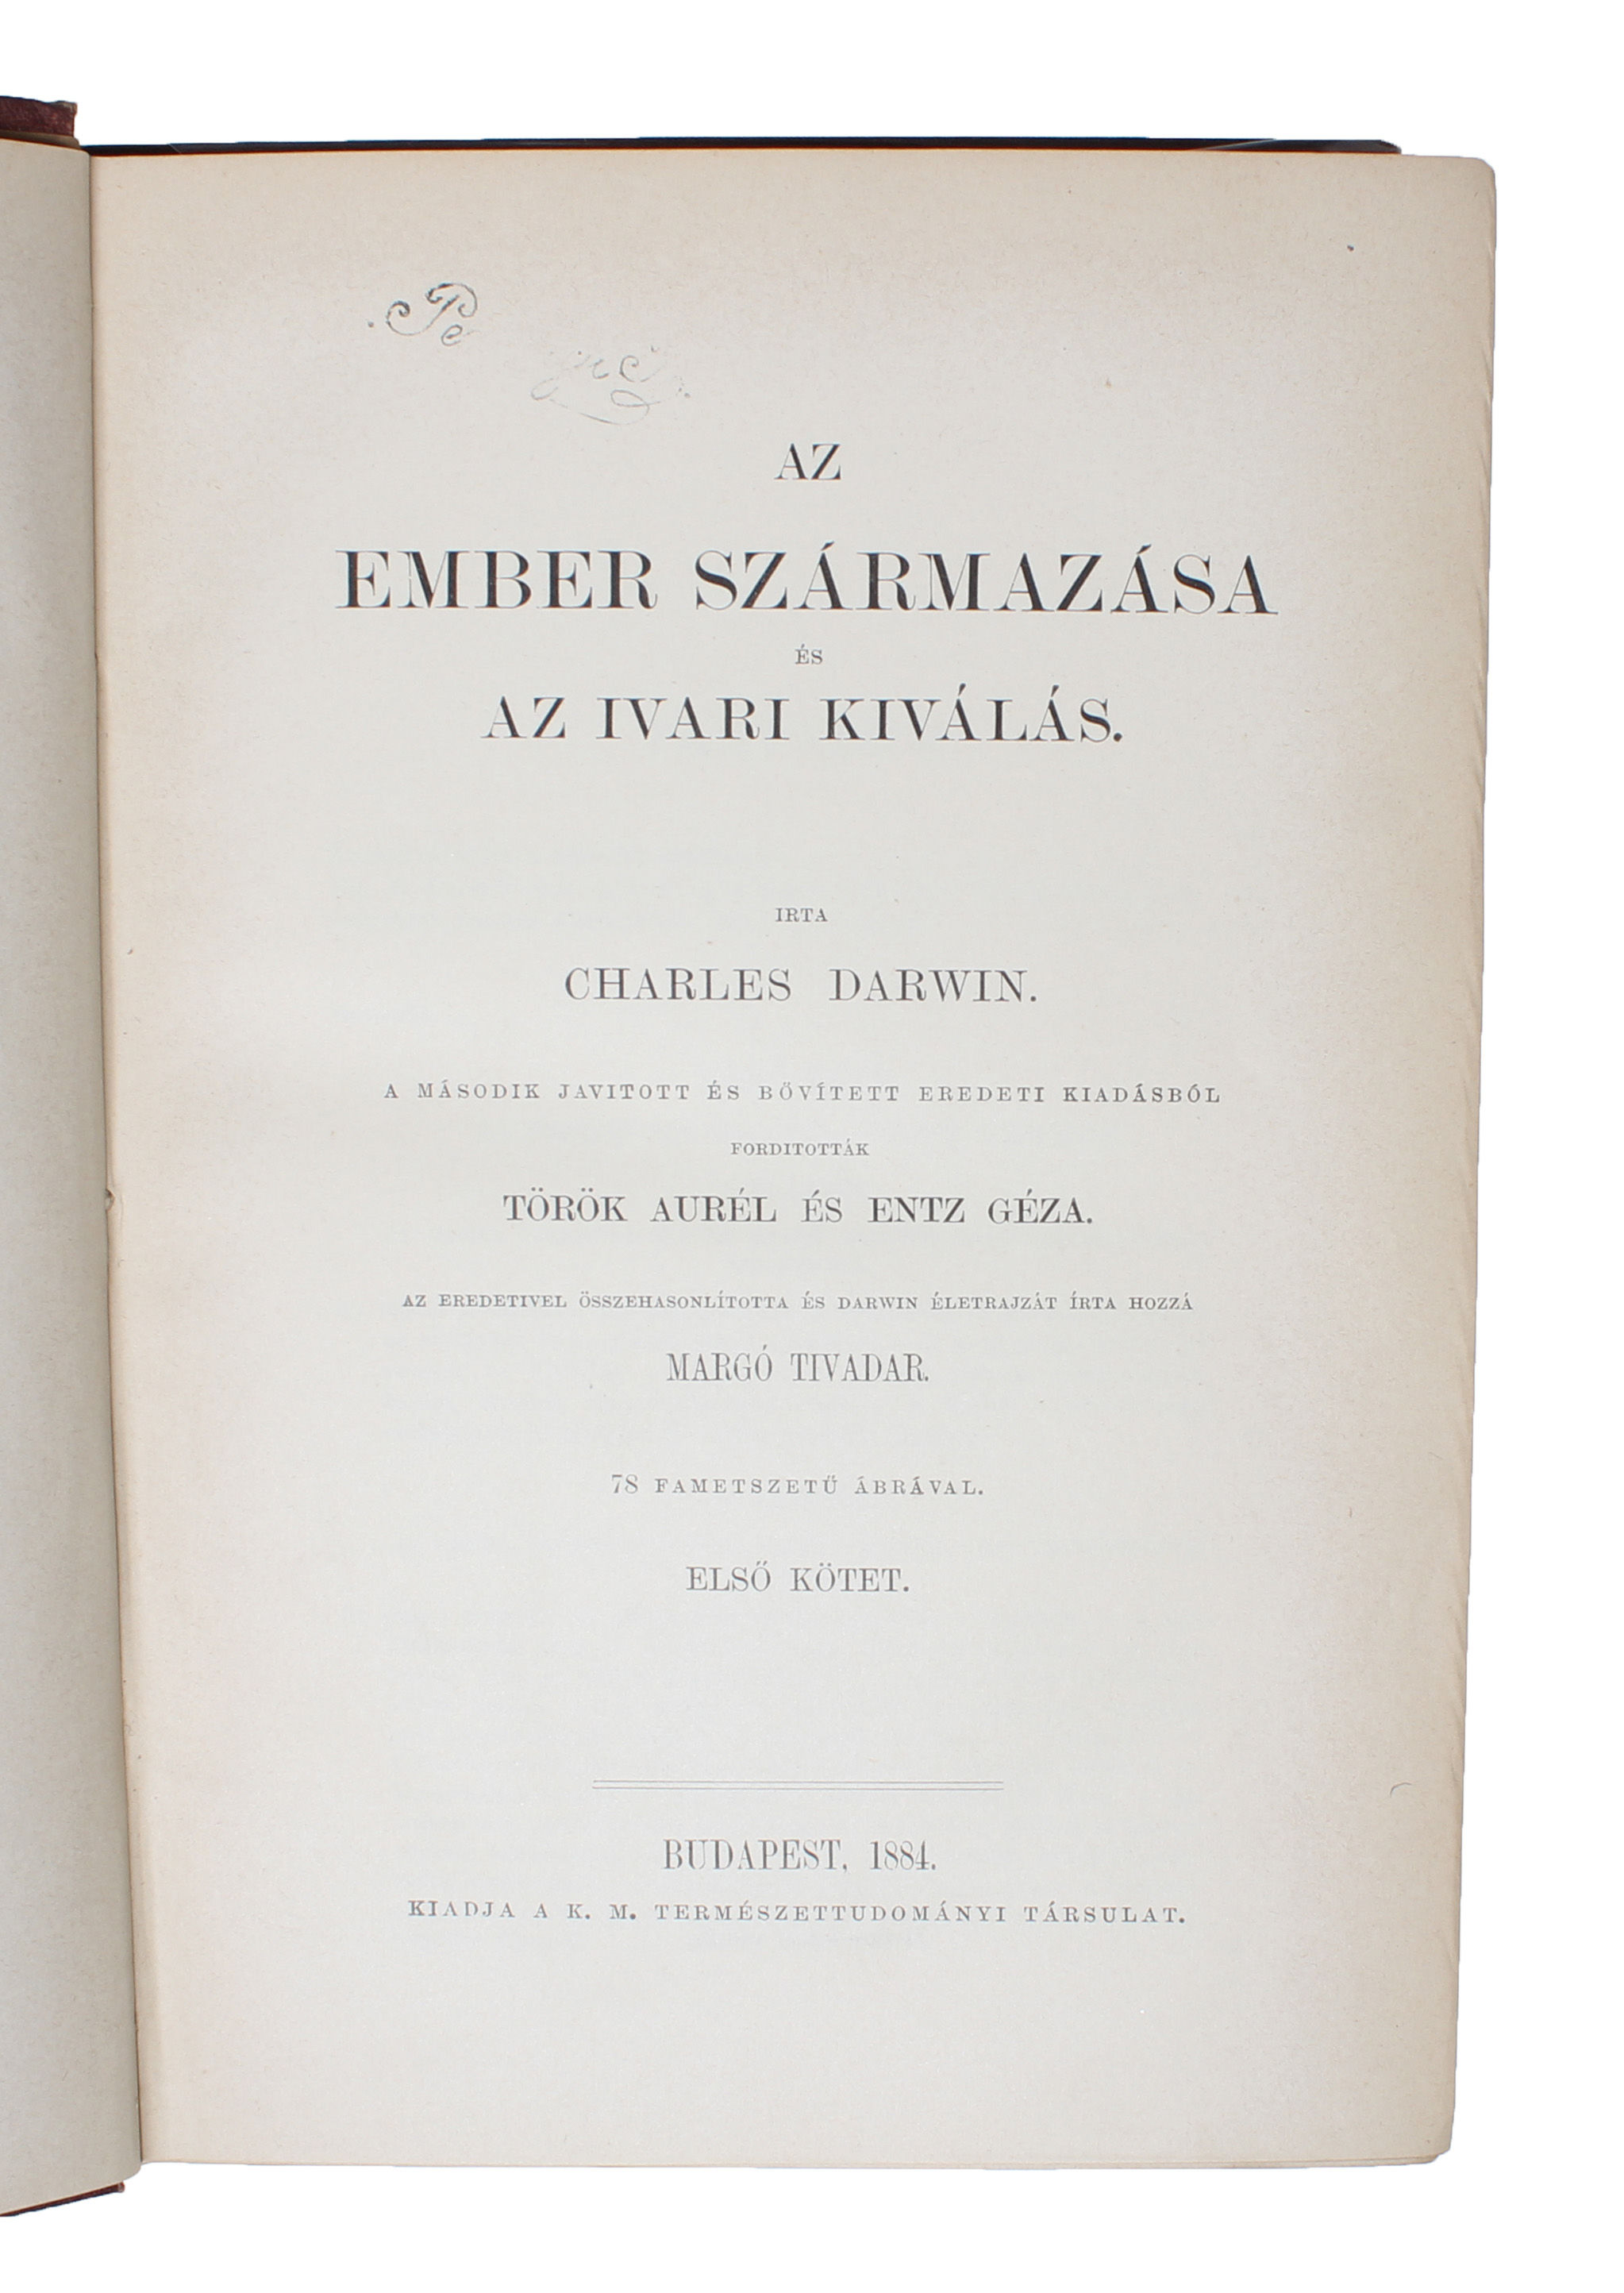 AZ
EMBER SZÁRMAZÁSA
ÉS
AZ IVARI KIVÁLÁS.
IRTA
CHARLES DARWIN.
A MÁSODIK JAVITOTT ÉS BŐVÍTETT EREDETI KIADÁSBÓL
FORDITOTTÁK
TÖRÖK AURÉL ÉS ENTZ GÉZA.
AZ EREDETIVEL ÖSSZEHASONLÍTOTTA ÉS DARWIN ÉLETRAJZÁT ÍRTA HOZZÁ
MARGÓ TIVADAR.
78 FAMETSZETŰ ÁBRÁVAL.
ELSŐ KÖTET.
BUDAPEST, 1884.
KIADJA A K. M. TERMÉSZETTUDOMÁNYI TÁRSULAT.